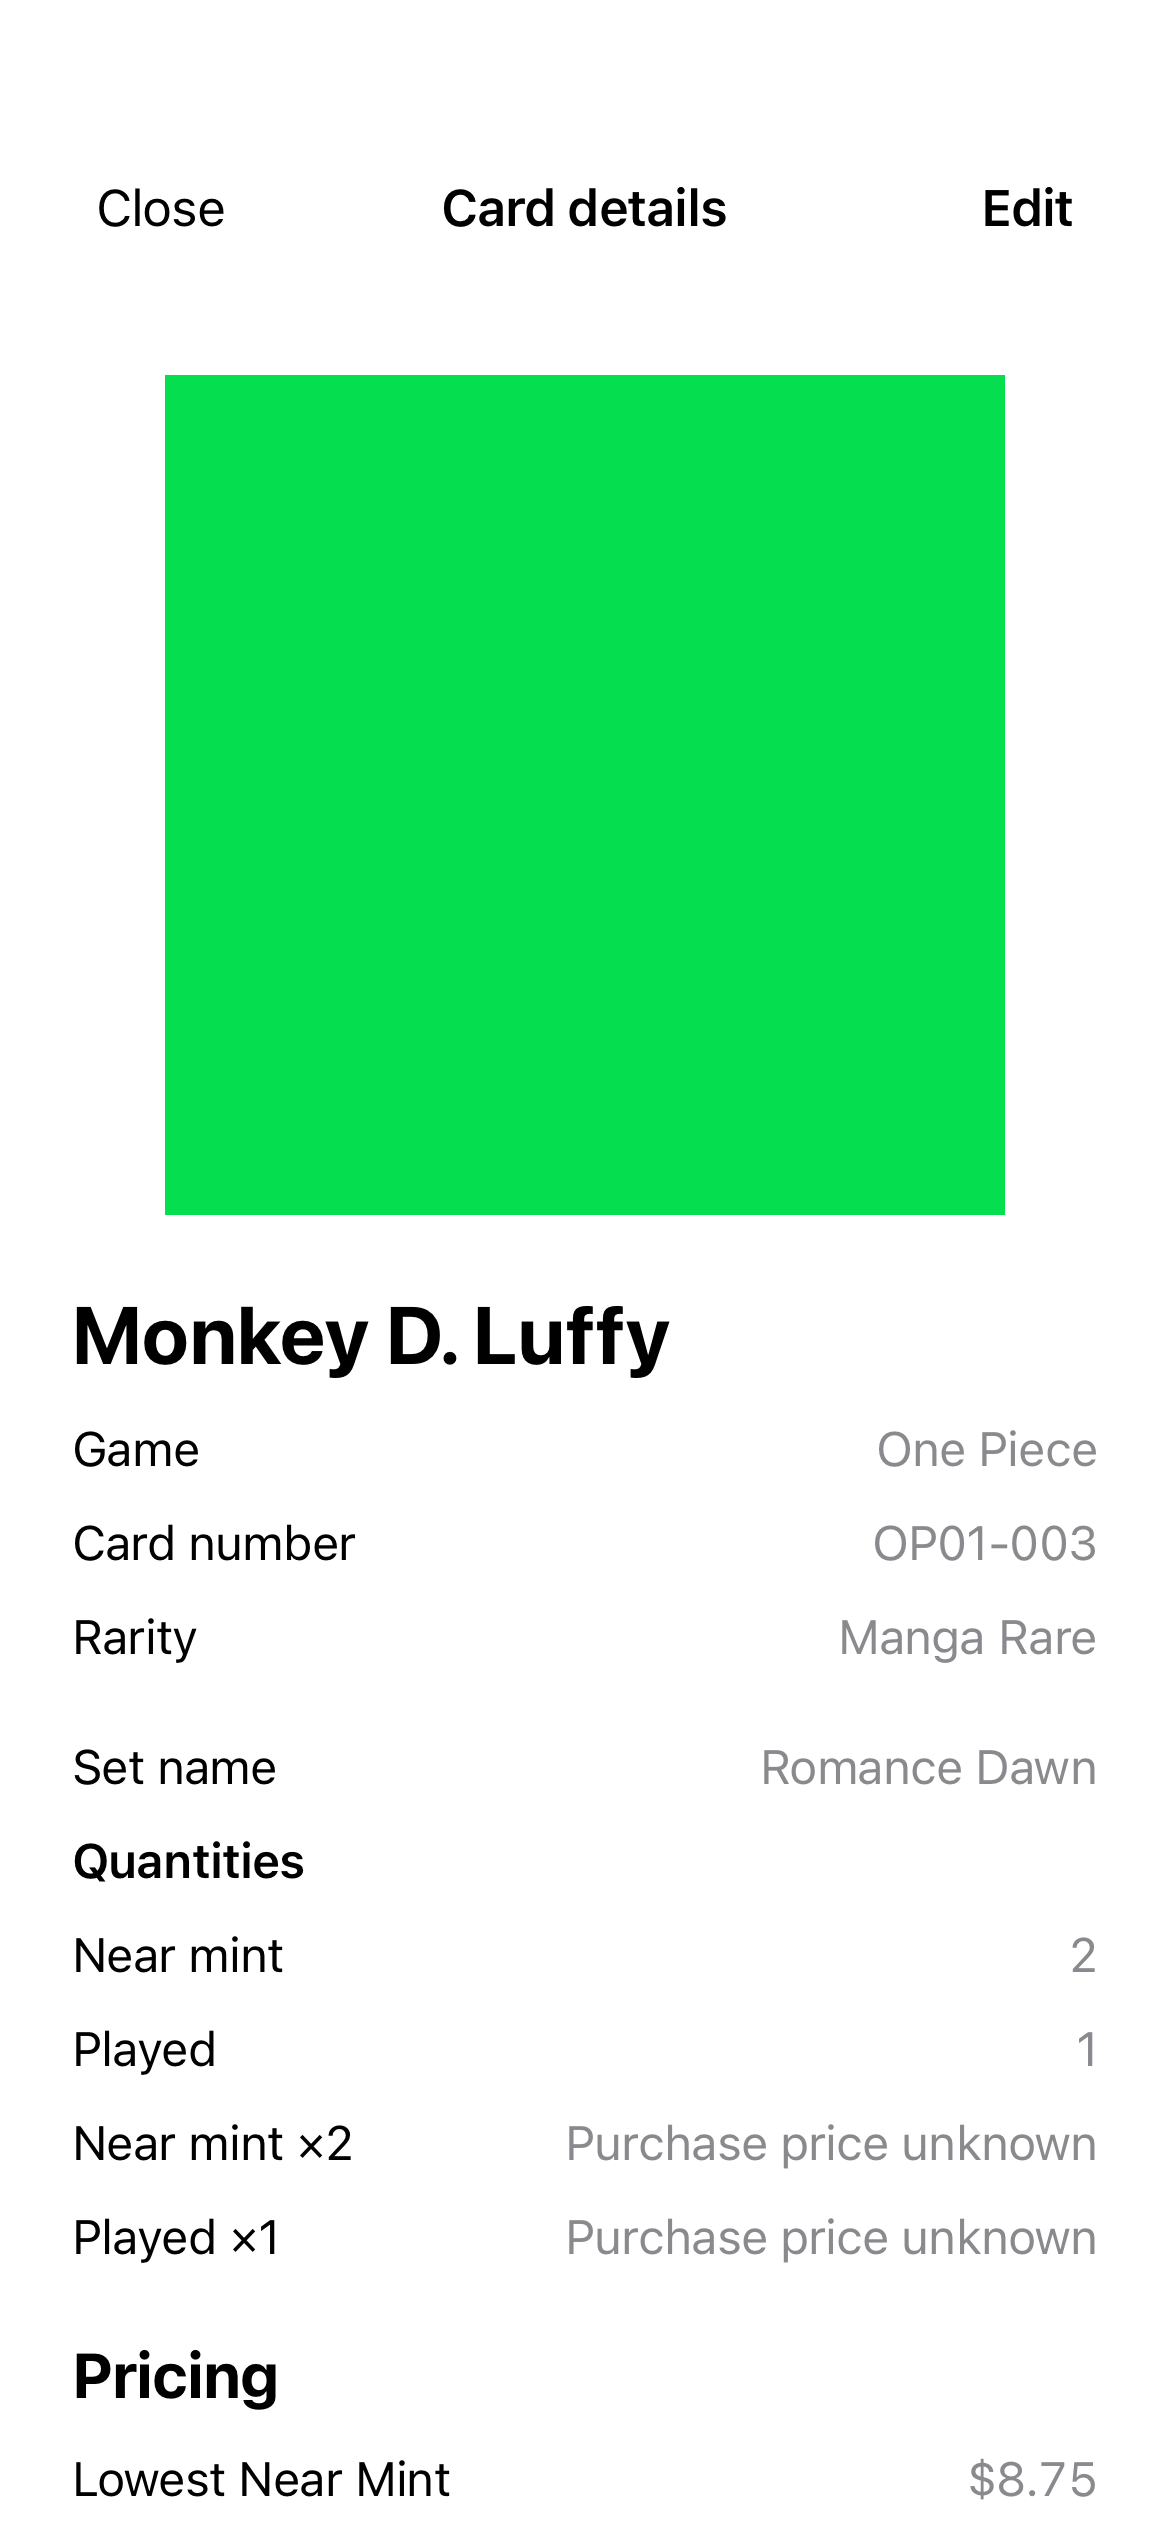 Close Card details Edit
Monkey D. Luffy
Game One Piece
Card number OP01-003
Rarity Manga Rare
Set name Romance Dawn
Quantities
Near mint 2
Played 1
Near mint ×2 Purchase price unknown
Played ×1 Purchase price unknown
Pricing
Lowest Near Mint $8.75